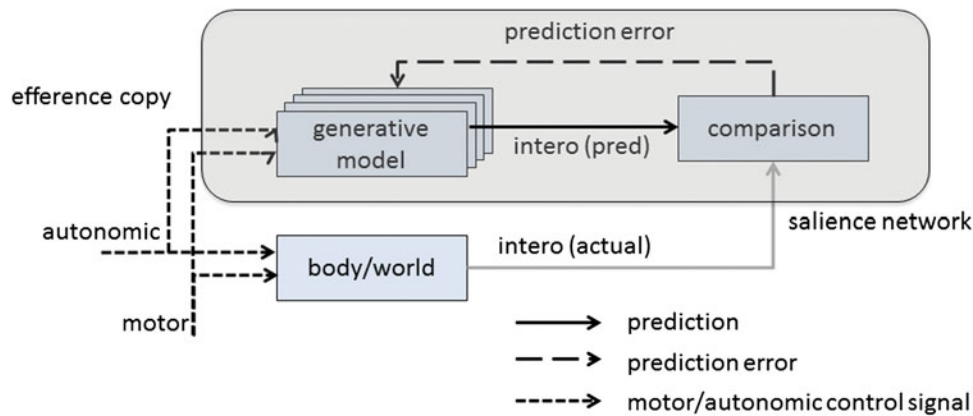 prediction error
efference copy
generative
model
intero (pred)
comparison
salience network
autonomic
body/world
intero (actual)
motor
prediction
prediction error
motor/autonomic control signal